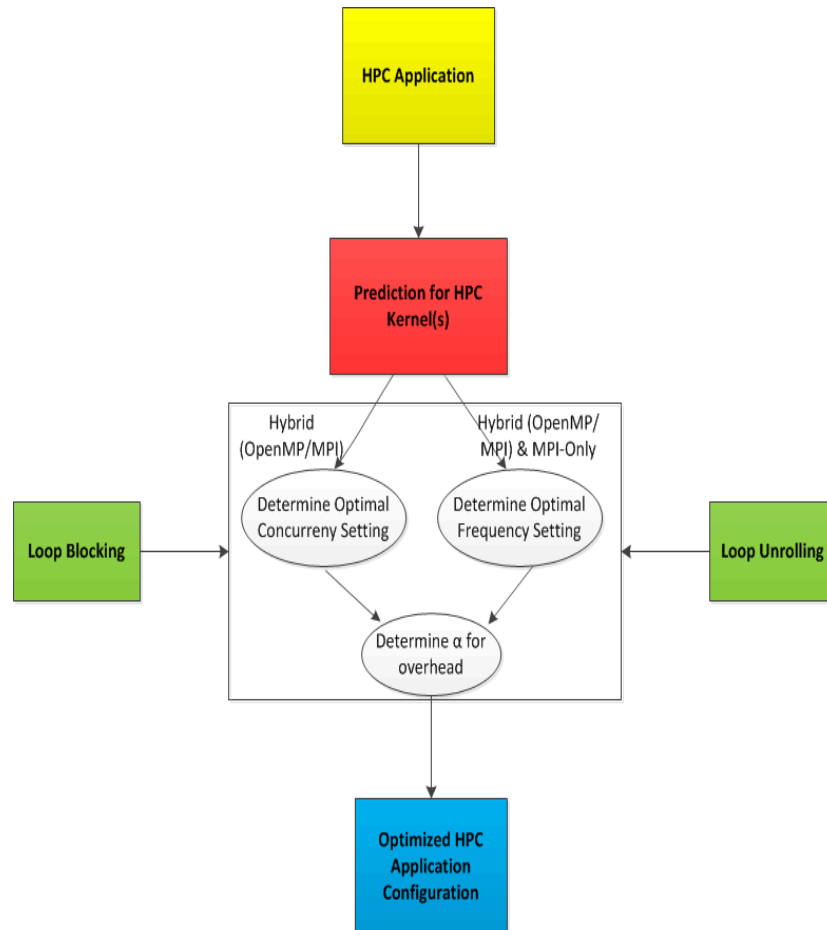 HPC Application
Prediction for HPC
Kernel(s)
Hybrid
(OpenMP/MPI)
Hybrid (OpenMP/
MPI) & MPI-Only
Determine Optimal
Concurreny Setting
Determine Optimal
Frequency Setting
Loop Blocking
Loop Unrolling
Determine α for
overhead
Optimized HPC
Application
Configuration